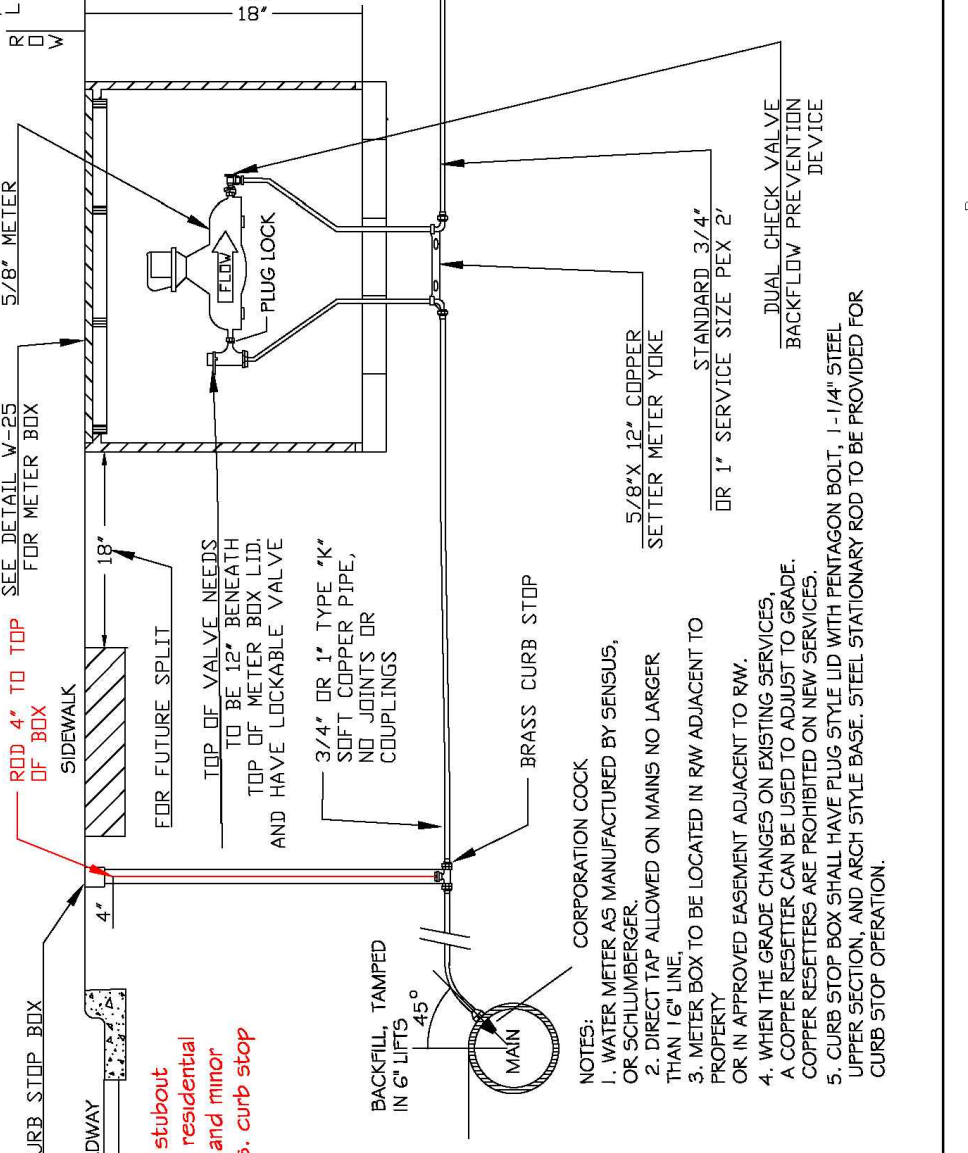 R
O
W
18"
5/8" METER
SEE DETAIL W-25
FOR METER BOX
ROD 4" TO TOP
OF BOX
SIDEWALK
18"
FOR FUTURE SPLIT
FLOW
PLUG LOCK
TOP OF VALVE NEEDS
TO BE 12" BENEATH
TOP OF METER BOX LID.
AND HAVE LOCKABLE VALVE
3/4" OR 1" TYPE "K"
SOFT COPPER PIPE,
NO JOINTS OR
COUPLINGS
BRASS CURB STOP
5/8"X 12" COPPER
SETTER METER YOKE
STANDARD 3/4"
OR 1" SERVICE SIZE PEX 2'
DUAL CHECK VALVE
BACKFLOW PREVENTION
DEVICE
4"
URB STOP BOX
DWAY
stubout
residential
and minor
s. curb stop
BACKFILL, TAMPED
IN 6" LIFTS
45°
MAIN
CORPORATION COCK
NOTES:
1. WATER METER AS MANUFACTURED BY SENSUS,
OR SCHLUMBERGER.
2. DIRECT TAP ALLOWED ON MAINS NO LARGER
THAN 16" LINE.
3. METER BOX TO BE LOCATED IN R/W ADJACENT TO
PROPERTY
OR IN APPROVED EASEMENT ADJACENT TO R/W.
4. WHEN THE GRADE CHANGES ON EXISTING SERVICES,
A COPPER RESETTER CAN BE USED TO ADJUST TO GRADE.
COPPER RESETTERS ARE PROHIBITED ON NEW SERVICES.
5. CURB STOP BOX SHALL HAVE PLUG STYLE LID WITH PENTAGON BOLT, 1-1/4" STEEL
UPPER SECTION, AND ARCH STYLE BASE. STEEL STATIONARY ROD TO BE PROVIDED FOR
CURB STOP OPERATION.